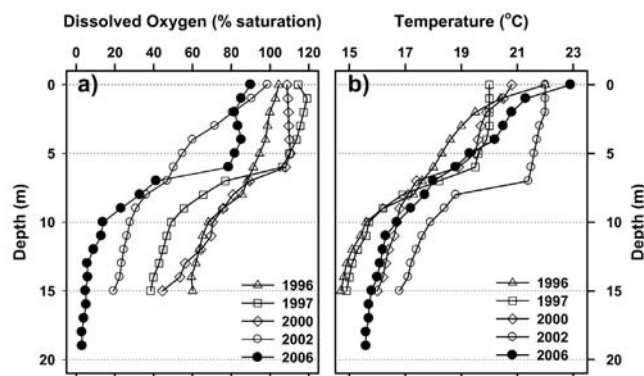 Dissolved Oxygen (% saturation)
Temperature (°C)
0 20 40 60 80 100 120
15 17 19 21 23
a)
b)
0
5
10
15
20
Depth (m)
1996
1997
2000
2002
2006
1996
1997
2000
2002
2006
0
5
10
15
20
Depth (m)